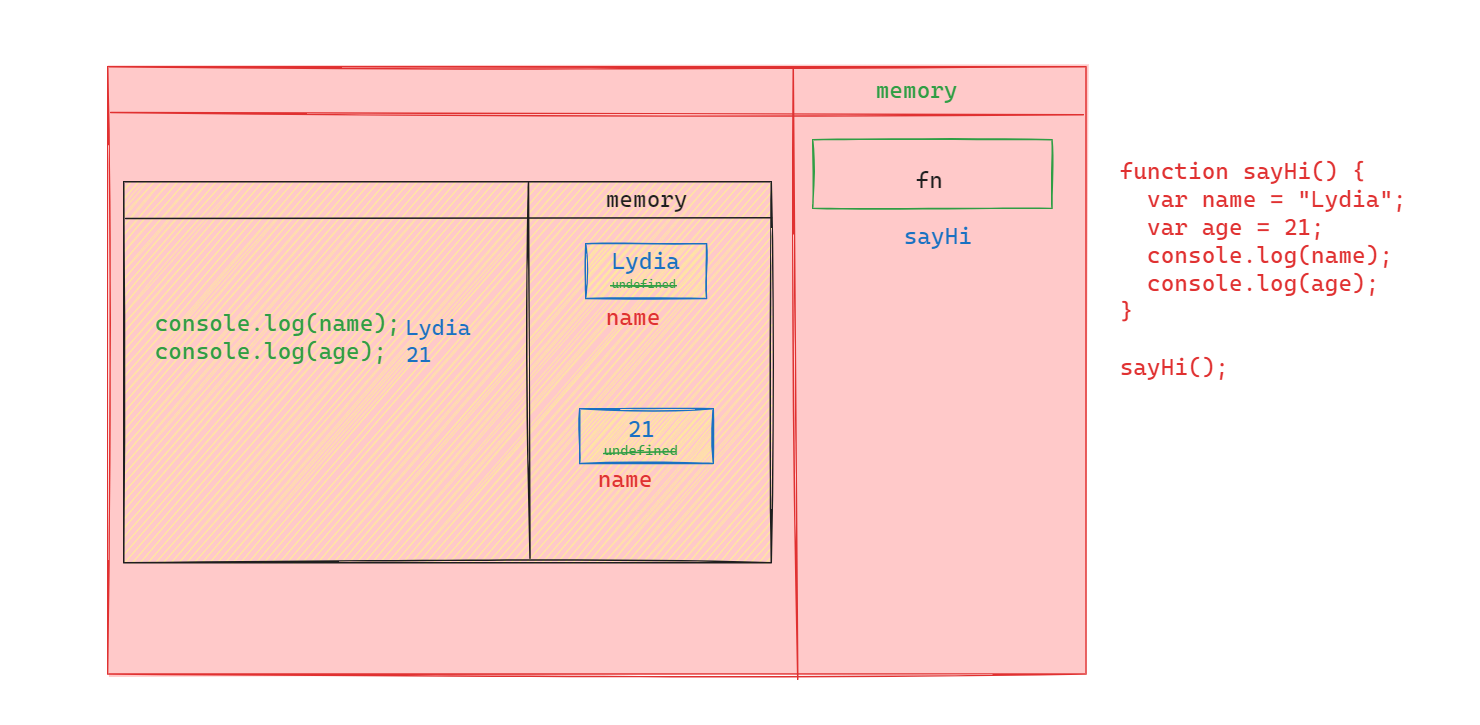 memory
fn
sayHi
memory
Lydia
undefined
name
console.log(name); Lydia
console.log(age); 21
21
undefined
name
function sayHi() {
  var name = "Lydia";
  var age = 21;
  console.log(name);
  console.log(age);
}
sayHi();